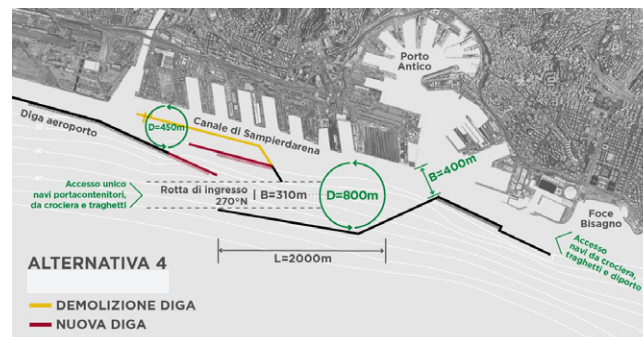 Porto
Antico
Canale di Sampierdarena
D=450m
Diga aeroporto
B=400m
Accesso unico
navi portacontenitori,
da crociera e traghetti
Rotta di ingresso
270°N
B=310m
D=800m
Foce
Bisagno
Accesso
navi da crociera,
traghetti e diporto
L=2000m
ALTERNATIVA 4
DEMOLIZIONE DIGA
NUOVA DIGA